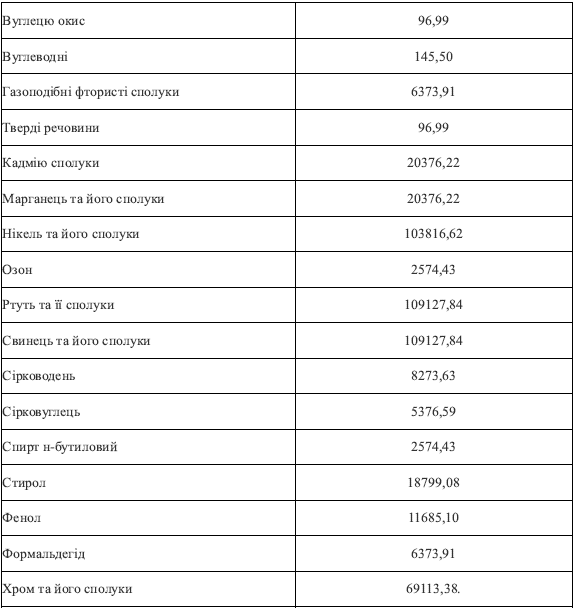 Вуглецю окис 96,99
Вуглеводні 145,50
Газоподібні фтористі сполуки 6373,91
Тверді речовини 96,99
Кадмію сполуки 20376,22
Марганець та його сполуки 20376,22
Нікель та його сполуки 103816,62
Озон 2574,43
Ртуть та її сполуки 109127,84
Свинець та його сполуки 109127,84
Сірководень 8273,63
Сірковуглець 5376,59
Спирт н-бутиловий 2574,43
Стирол 18799,08
Фенол 11685,10
Формальдегід 6373,91
Хром та його сполуки 69113,38.